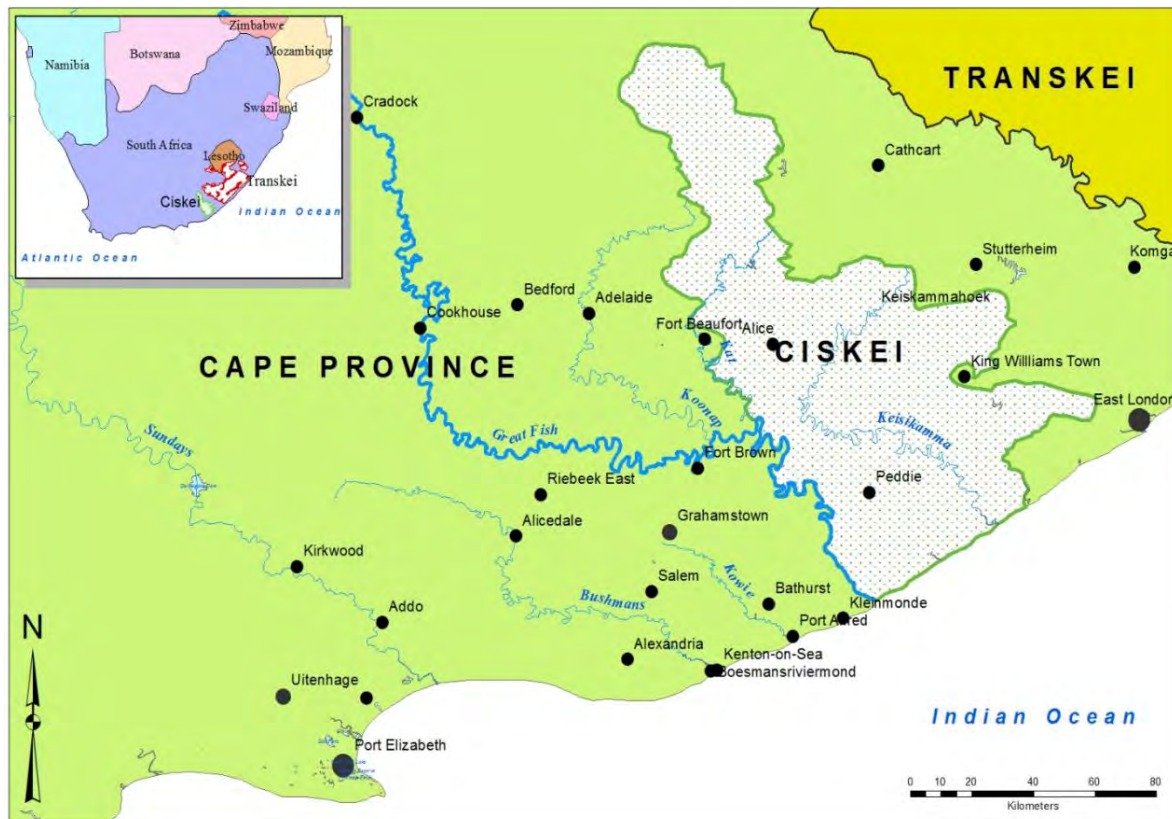 Zimbabwe
Mozambique
Botswana
Namibia
Swaziland
South Africa
Lesotho
Transkei
Ciskei
Indian Ocean
Atlantic Ocean
TRANSKEI
Cradock
Cathcart
Stutterheim
Komga
Bedford
Adelaide
Keiskammahoek
Cookhouse
Fort Beaufort
Alice
Kat
CISKEI
CAPE PROVINCE
King Willliams Town
East London
Koonap
Keisikamma
Great Fish
Sundays
Fort Brown
Peddie
Riebeek East
Grahamstown
Alicedale
Kirkwood
Salem
Kowie
Bathurst
Bushmans
Kleinmonde
Addo
Port Alfred
Alexandria
Kenton-on-Sea
Boesmansriviermond
N
Uitenhage
Indian Ocean
Port Elizabeth
0 10 20 40 60 80
Kilometers